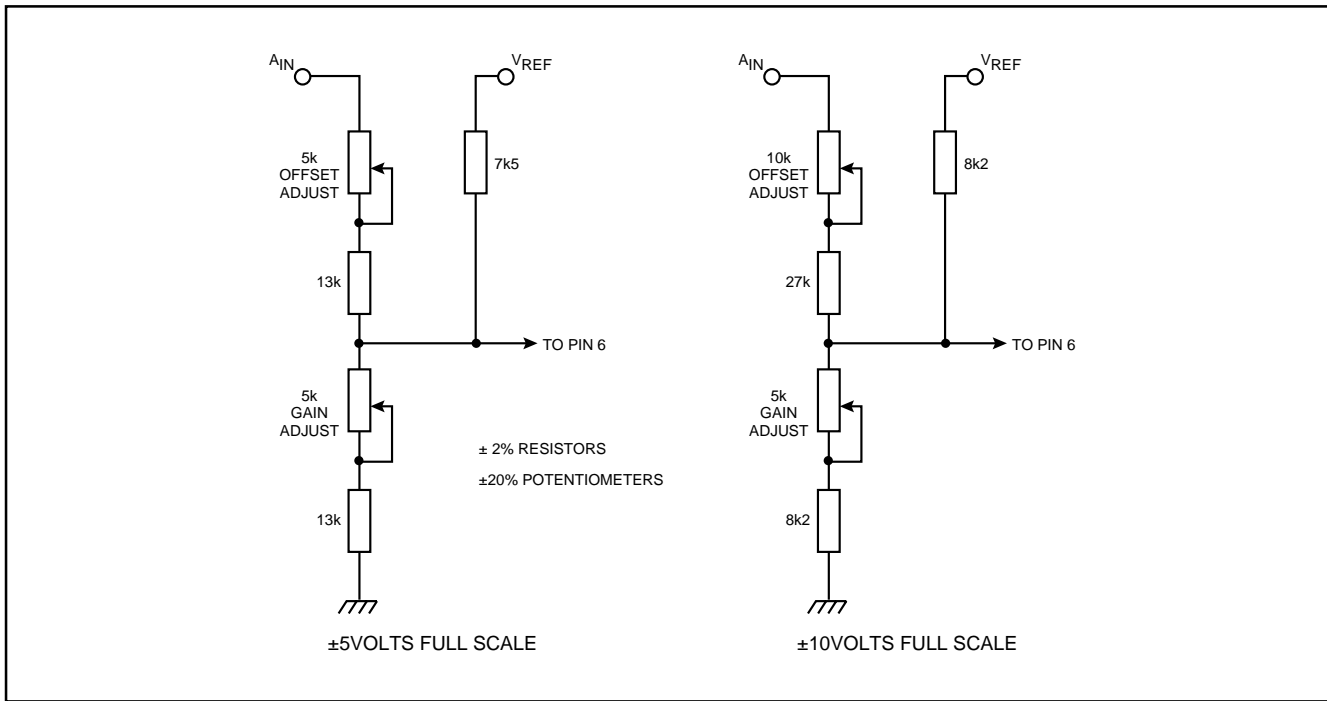 AIN
VREF
5k
OFFSET
ADJUST
7k5
13k
TO PIN 6
5k
GAIN
ADJUST
± 2% RESISTORS
±20% POTENTIOMETERS
13k
±5VOLTS FULL SCALE
AIN
VREF
10k
OFFSET
ADJUST
8k2
27k
TO PIN 6
5k
GAIN
ADJUST
8k2
±10VOLTS FULL SCALE